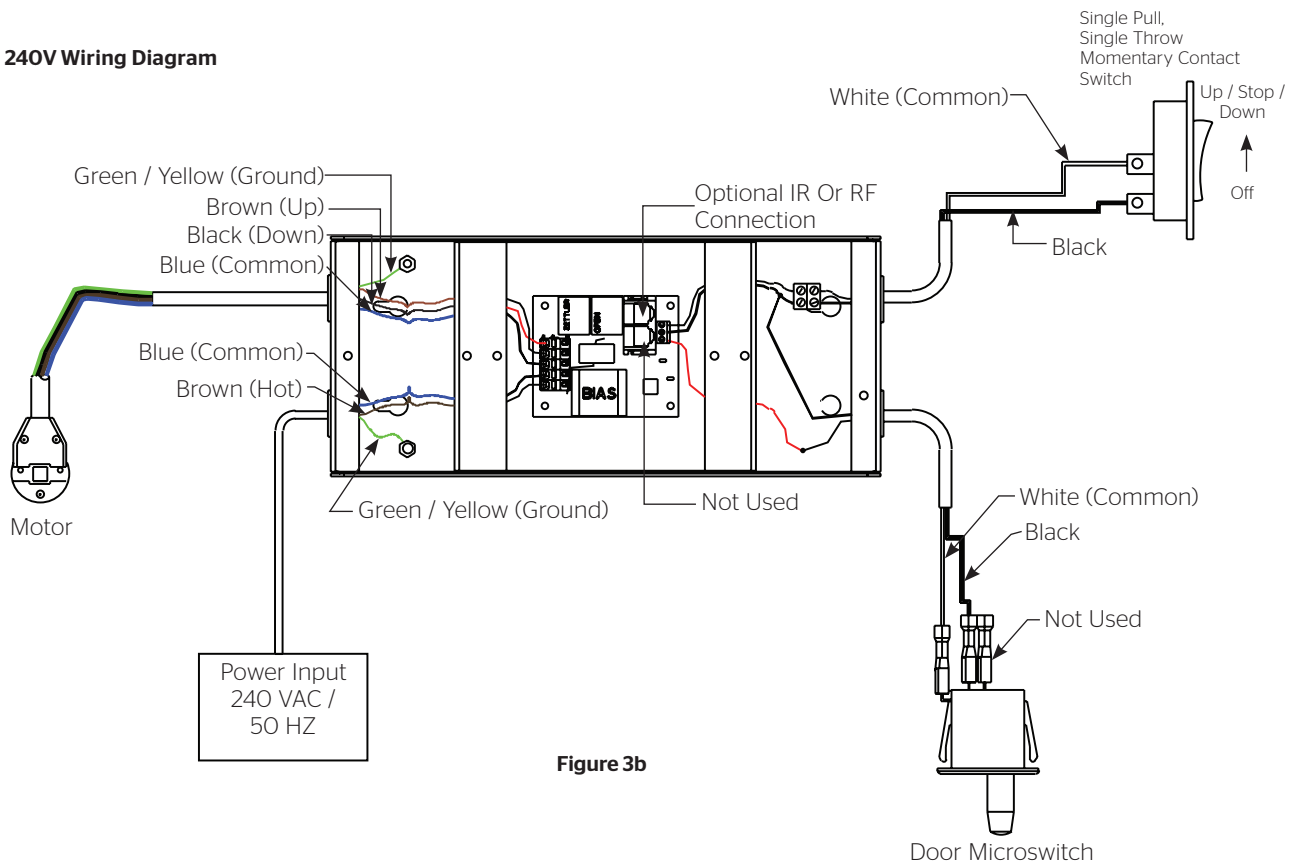 240V Wiring Diagram
Single Pull,
Single Throw
Momentary Contact
Switch
Up / Stop /
Down
Off
White (Common)
Black
Green / Yellow (Ground)
Brown (Up)
Black (Down)
Blue (Common)
Optional IR Or RF
Connection
Blue (Common)
Brown (Hot)
BIAS
OPEN
Green / Yellow (Ground)
Not Used
Motor
White (Common)
Black
Not Used
Power Input
240 VAC /
50 HZ
Figure 3b
Door Microswitch